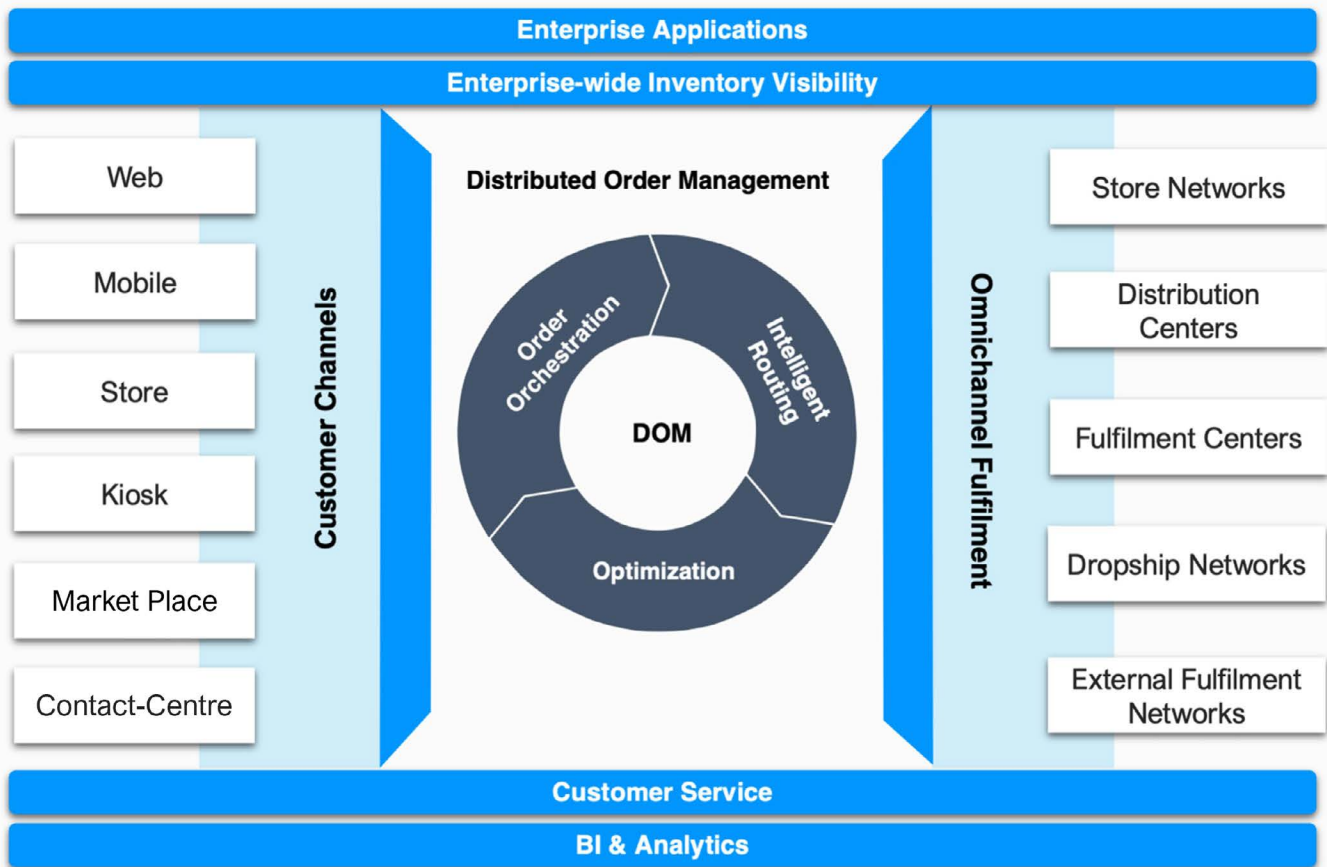 Enterprise Applications
Enterprise-wide Inventory Visibility
Web
Mobile
Store
Kiosk
Market Place
Contact-Centre
Customer Channels
Distributed Order Management
Order
Orchestration
Intelligent
Routing
DOM
Optimization
Omnichannel Fulfilment
Store Networks
Distribution
Centers
Fulfilment Centers
Dropship Networks
External Fulfilment
Networks
Customer Service
BI & Analytics